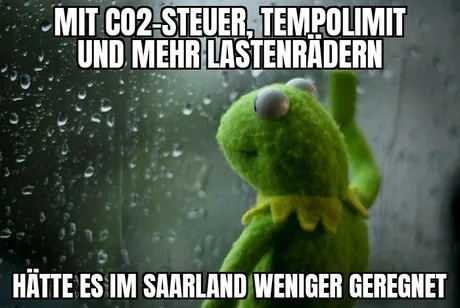 MIT CO2-STEUER, TEMPOLIMIT
UND MEHR LASTENRÄDERN
HÄTTE ES IM SAARLAND WENIGER GEREGNET